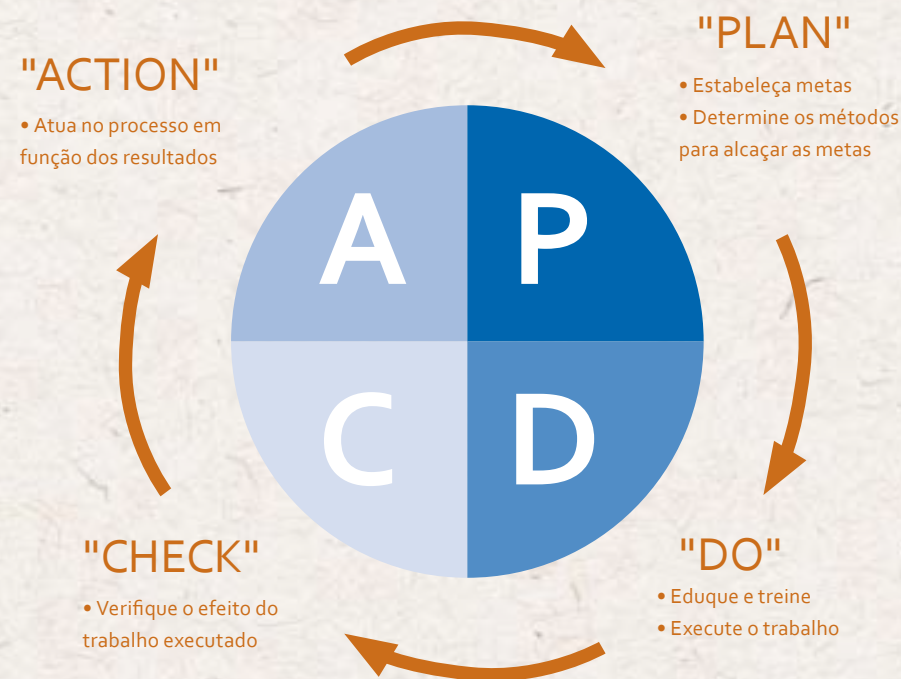 "PLAN"
• Estabeleça metas
• Determine os métodos
para alcaçar as metas
"ACTION"
• Atua no processo em
função dos resultados
A
P
C
D
"CHECK"
• Verifique o efeito do
trabalho executado
"DO"
• Eduque e treine
• Execute o trabalho